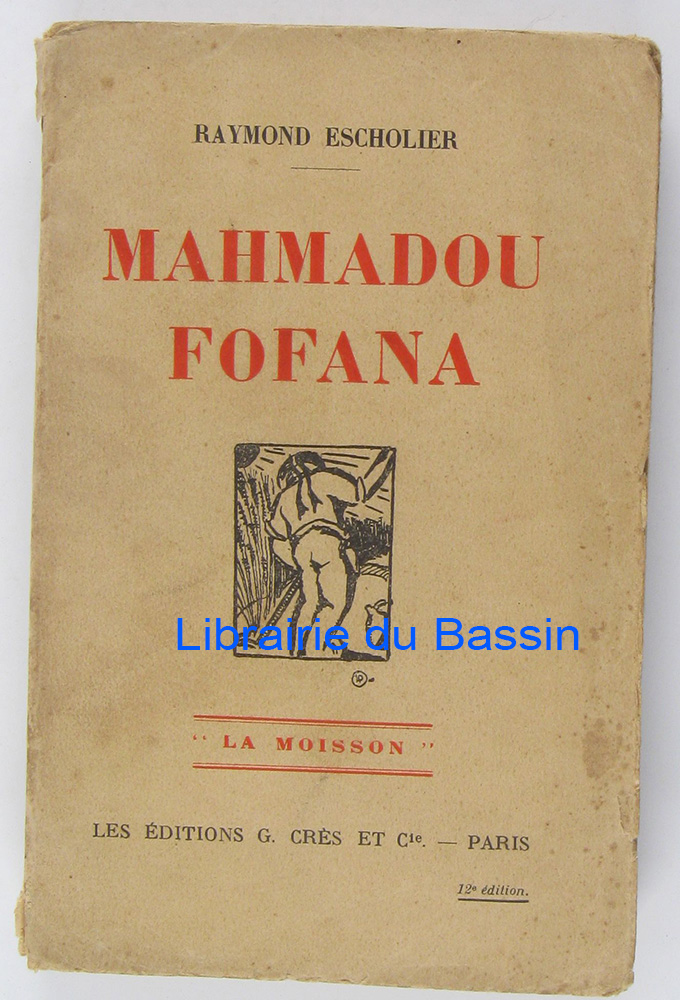 RAYMOND ESCHOLIER
MAHMADOU
FOFANA
Librairie du Bassin
“ LA MOISSON ”
LES ÉDITIONS G. CRÈS ET Cie. — PARIS
12e édition.